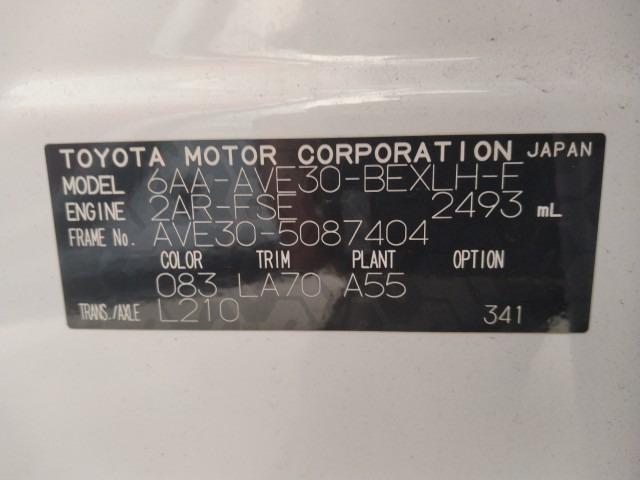 TOYOTA MOTOR CORPORATION JAPAN
MODEL 6AA-AVE30-BEXLH-F
ENGINE 2AR-FSE 2493 mL
FRAME No. AVE30-5087404
COLOR TRIM PLANT OPTION
083 LA70 A55
TRANS./AXLE L210 341